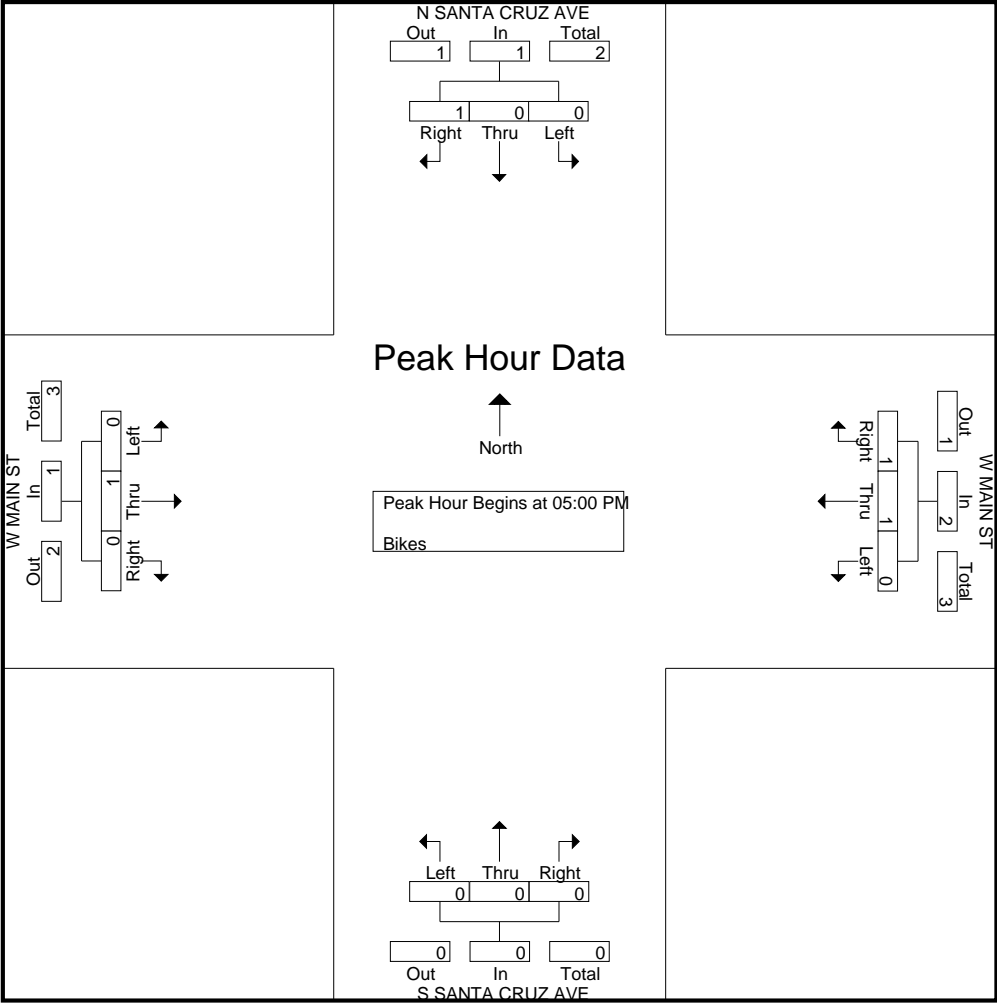 N SANTA CRUZ AVE
Out In Total
1 1 2
1 0 0
Right Thru Left
Peak Hour Data
North
Peak Hour Begins at 05:00 PM
Bikes
W MAIN ST
Out In Total
2 1 3
0 1 0
Right Thru Left
W MAIN ST
Out In Total
1 2 3
1 1 0
Right Thru Left
Left Thru Right
0 0 0
0 0 0
Out In Total
S SANTA CRUZ AVE